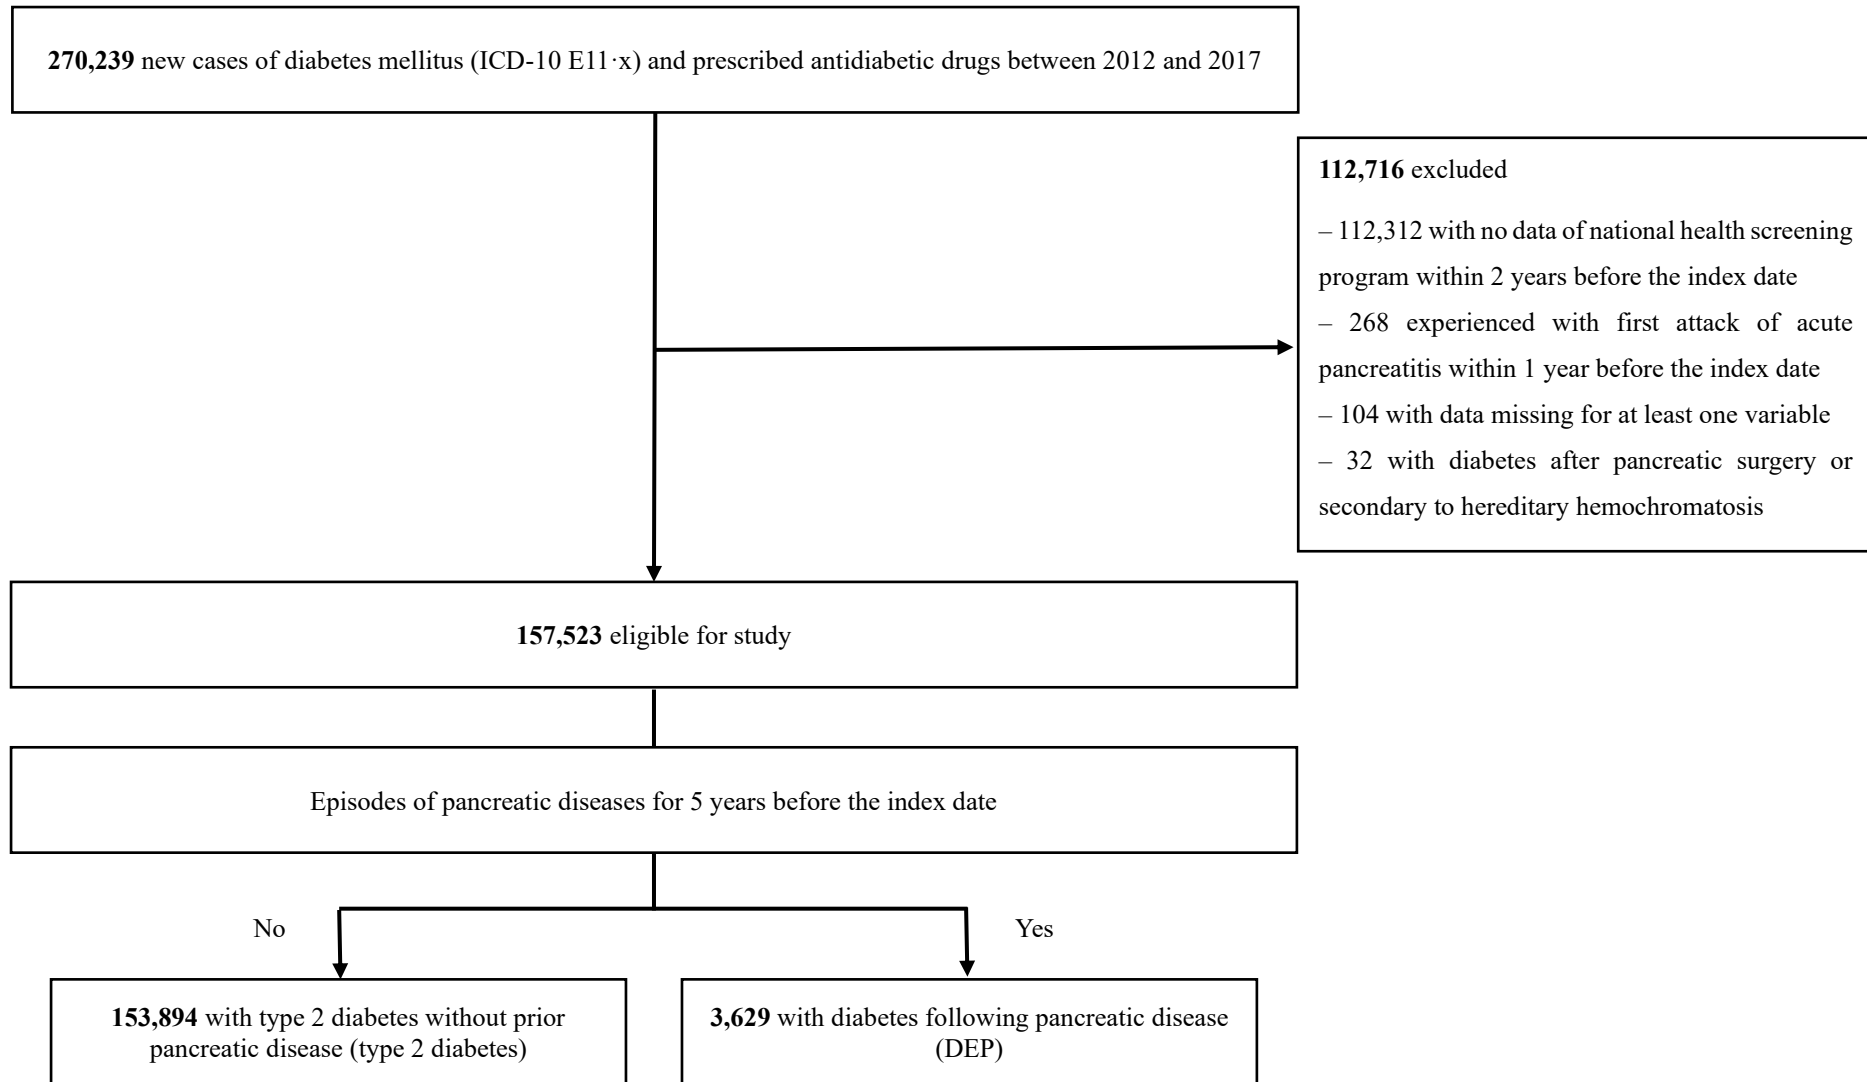 270,239 new cases of diabetes mellitus (ICD-10 E11·x) and prescribed antidiabetic drugs between 2012 and 2017
112,716 excluded
– 112,312 with no data of national health screening
program within 2 years before the index date
– 268 experienced with first attack of acute
pancreatitis within 1 year before the index date
– 104 with data missing for at least one variable
– 32 with diabetes after pancreatic surgery or
secondary to hereditary hemochromatosis
157,523 eligible for study
Episodes of pancreatic diseases for 5 years before the index date
No
Yes
153,894 with type 2 diabetes without prior
pancreatic disease (type 2 diabetes)
3,629 with diabetes following pancreatic disease
(DEP)